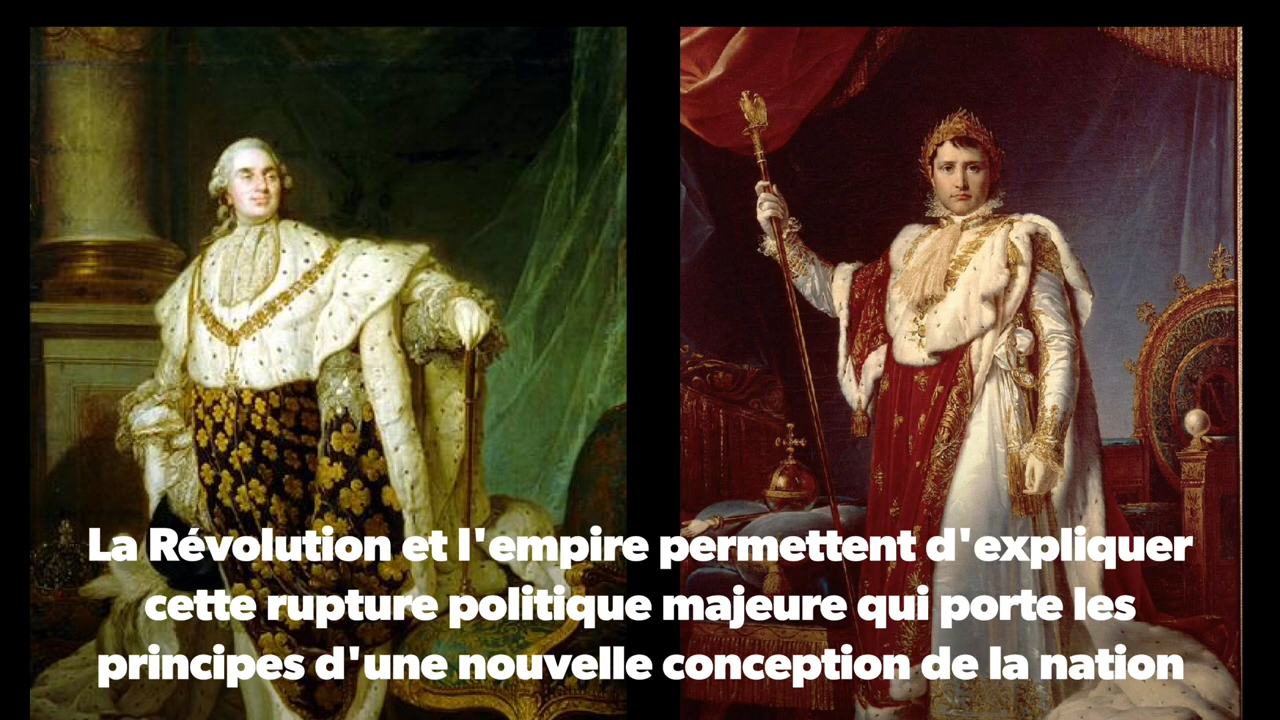 La Révolution et l'empire permettent d'expliquer
cette rupture politique majeure qui porte les
principes d'une nouvelle conception de la nation